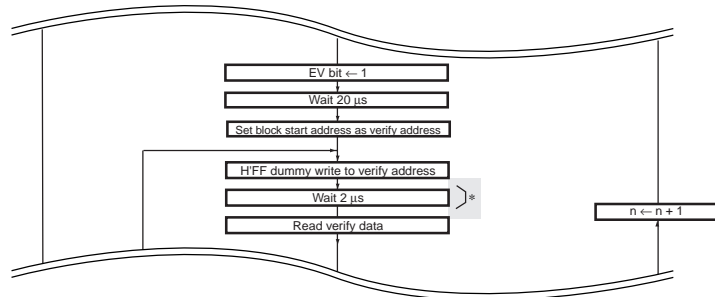 EV bit ← 1
Wait 20 µs
Set block start address as verify address
H'FF dummy write to verify address
Wait 2 µs
*
n ← n + 1
Read verify data